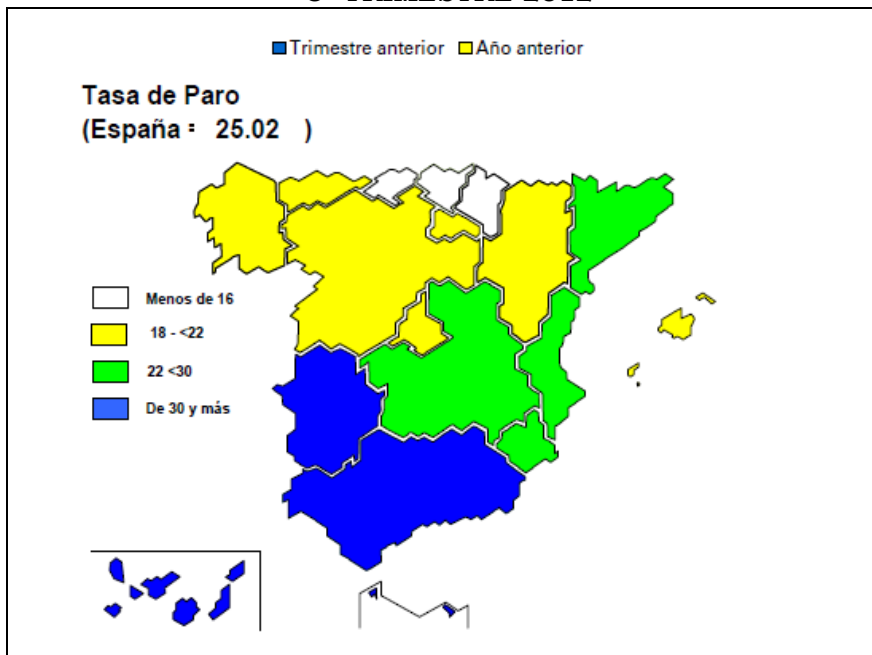 Trimestre anterior Año anterior
Tasa de Paro
(España = 25.02 )
Menos de 16
18 - <22
22 <30
De 30 y más